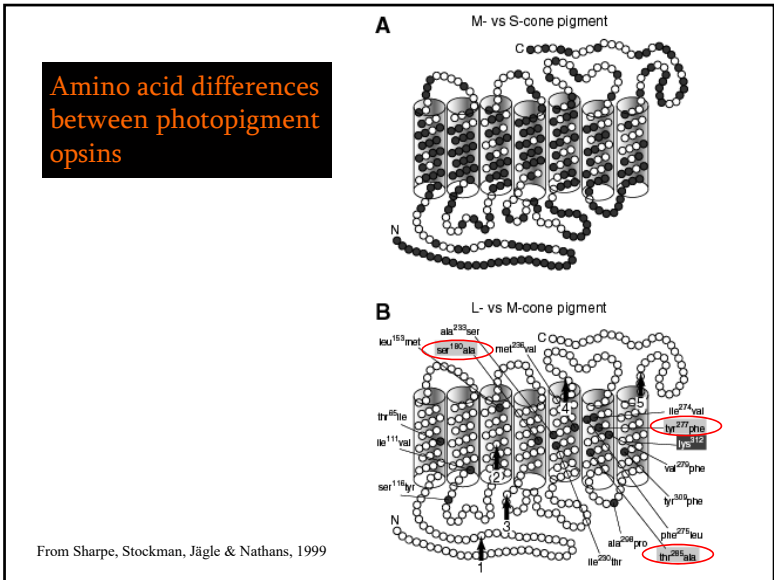 Amino acid differences
between photopigment
opsins
A
M- vs S-cone pigment
C
N
B
L- vs M-cone pigment
ala²³³ser
leu¹⁵³met
ser¹⁸⁰ala
met²³⁶val
C
thr⁶⁵ile
ile¹¹¹val
ser¹¹⁶tyr
N
ile²⁷⁴val
tyr²⁷⁷phe
lys³¹²
val²⁷⁹phe
tyr³⁰⁹phe
phe²⁷⁵leu
thr²⁸⁵ala
ala²⁹⁸pro
ile²³⁰thr
1
2
3
4
5
From Sharpe, Stockman, Jägle & Nathans, 1999